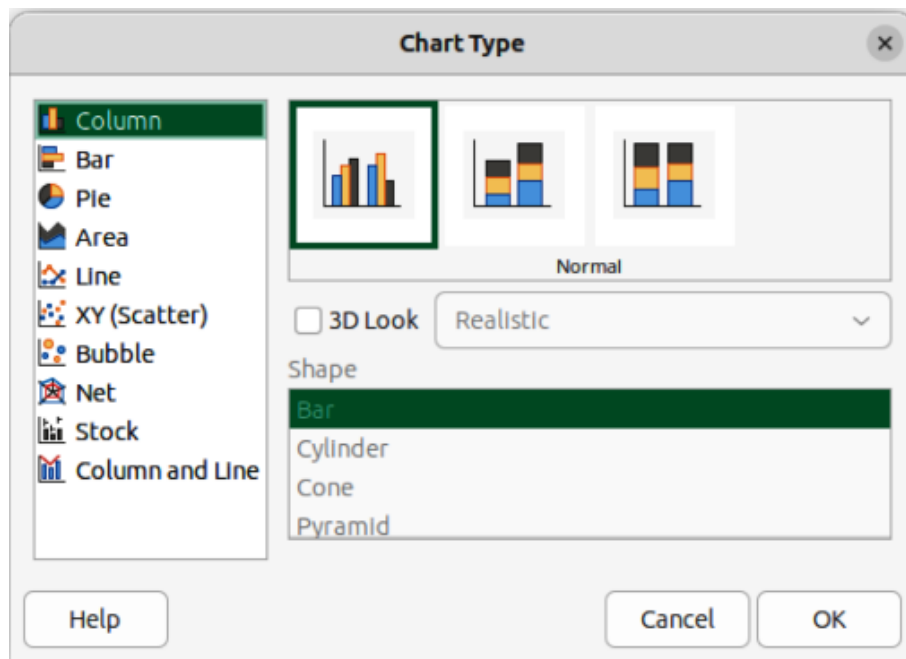 Chart Type
Column
Bar
Pie
Area
Line
XY (Scatter)
Bubble
Net
Stock
Column and Line
Normal
3D Look
Realistic
Shape
Bar
Cylinder
Cone
Pyramid
Help
Cancel
OK